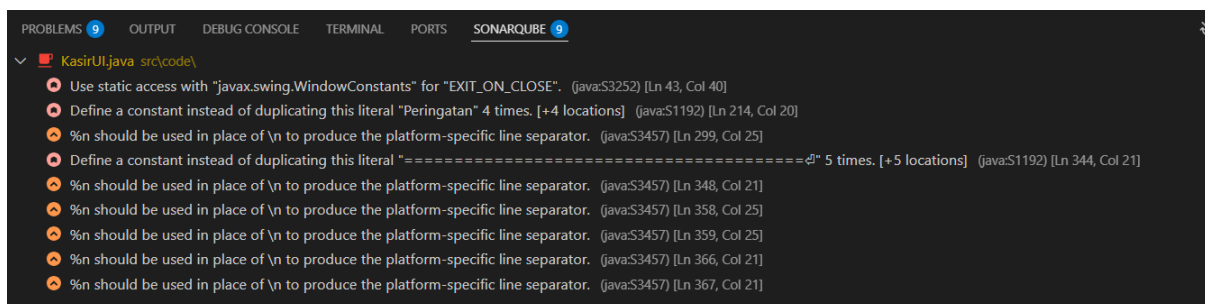 PROBLEMS 9 OUTPUT DEBUG CONSOLE TERMINAL PORTS SONARQUBE 9
KasirUI.java src\code\
Use static access with "javax.swing.WindowConstants" for "EXIT_ON_CLOSE". (java:S3252) [Ln 43, Col 40]
Define a constant instead of duplicating this literal "Peringatan" 4 times. [+4 locations] (java:S1192) [Ln 214, Col 20]
%n should be used in place of \n to produce the platform-specific line separator. (java:S3457) [Ln 299, Col 25]
Define a constant instead of duplicating this literal "========================================⏎" 5 times. [+5 locations] (java:S1192) [Ln 344, Col 21]
%n should be used in place of \n to produce the platform-specific line separator. (java:S3457) [Ln 348, Col 21]
%n should be used in place of \n to produce the platform-specific line separator. (java:S3457) [Ln 358, Col 25]
%n should be used in place of \n to produce the platform-specific line separator. (java:S3457) [Ln 359, Col 25]
%n should be used in place of \n to produce the platform-specific line separator. (java:S3457) [Ln 366, Col 21]
%n should be used in place of \n to produce the platform-specific line separator. (java:S3457) [Ln 367, Col 21]